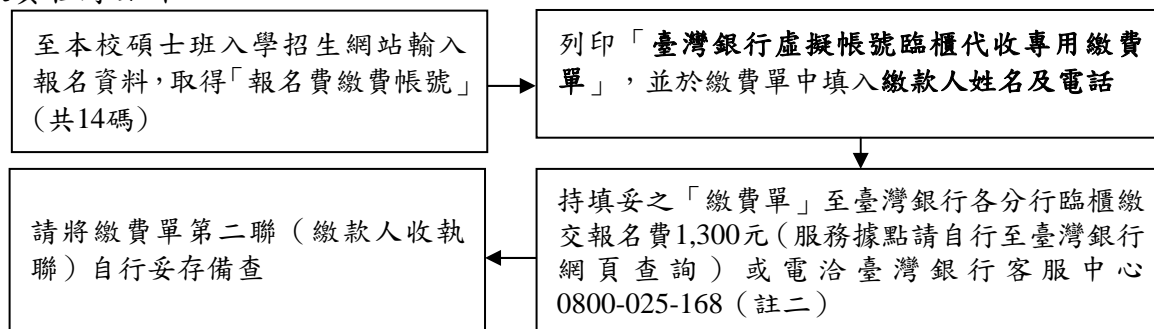 至本校碩士班入學招生網站輸入
報名資料,取得「報名費繳費帳號」
(共14碼)
列印「臺灣銀行虛擬帳號臨櫃代收專用繳費
單」,並於繳費單中填入繳款人姓名及電話
持填妥之「繳費單」至臺灣銀行各分行臨櫃繳
交報名費1,300元(服務據點請自行至臺灣銀行
網頁查詢)或電洽臺灣銀行客服中心
0800-025-168(註二)
請將繳費單第二聯(繳款人收執
聯)自行妥存備查